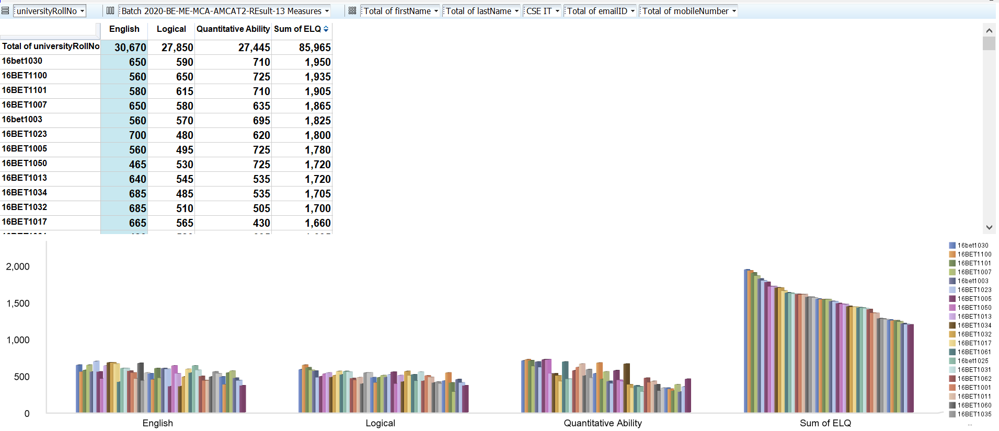 universityRollNo Batch 2020-BE-ME-MCA-AMCAT2-REsult-13 Measures Total of firstName Total of lastName CSE IT Total of emailID Total of mobileNumber
English Logical Quantitative Ability Sum of ELQ
Total of universityRollNo 30,670 27,850 27,445 85,965
16bet1030 650 590 710 1,950
16BET1100 560 650 725 1,935
16BET1101 580 615 710 1,905
16BET1007 650 580 635 1,865
16bet1003 560 570 695 1,825
16BET1023 700 480 620 1,800
16BET1005 560 495 725 1,780
16BET1050 465 530 725 1,720
16BET1013 640 545 535 1,720
16BET1034 685 485 535 1,705
16BET1032 685 510 505 1,700
16BET1017 665 565 430 1,660
2,000
1,500
1,000
500
0
English Logical Quantitative Ability Sum of ELQ
16bet1030
16BET1100
16BET1101
16BET1007
16bet1003
16BET1023
16BET1005
16BET1050
16BET1013
16BET1034
16BET1032
16BET1017
16BET1061
16bet1025
16BET1031
16BET1062
16BET1001
16BET1011
16BET1060
16BET1035
...